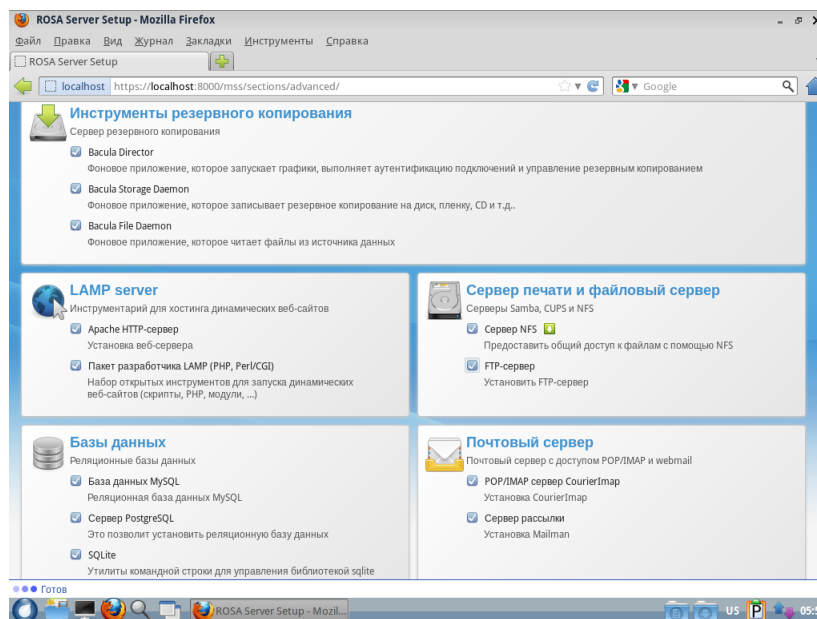 ROSA Server Setup - Mozilla Firefox
Файл Правка Вид Журнал Закладки Инструменты Справка
ROSA Server Setup
localhost https://localhost:8000/mss/sections/advanced/ Google
Инструменты резервного копирования
Сервер резервного копирования
Bacula Director
Фоновое приложение, которое запускает графики, выполняет аутентификацию подключений и управление резервным копированием
Bacula Storage Daemon
Фоновое приложение, которое записывает резервное копирование на диск, пленку, CD и т.д..
Bacula File Daemon
Фоновое приложение, которое читает файлы из источника данных
LAMP server
Инструментарий для хостинга динамических веб-сайтов
Apache HTTP-сервер
Установка веб-сервера
Пакет разработчика LAMP (PHP, Perl/CGI)
Набор открытых инструментов для запуска динамических
веб-сайтов (скрипты, PHP, модули, ...)
Сервер печати и файловый сервер
Серверы Samba, CUPS и NFS
Сервер NFS
Предоставить общий доступ к файлам с помощью NFS
FTP-сервер
Установить FTP-сервер
Базы данных
Реляционные базы данных
База данных MySQL
Реляционная база данных MySQL
Сервер PostgreSQL
Это позволит установить реляционную базу данных
SQLite
Утилиты командной строки для управления библиотекой sqlite
Почтовый сервер
Почтовый сервер с доступом POP/IMAP и webmail
POP/IMAP сервер CourierImap
Установка CourierImap
Сервер рассылки
Установка Mailman
Готов
ROSA Server Setup - Mozil... US P